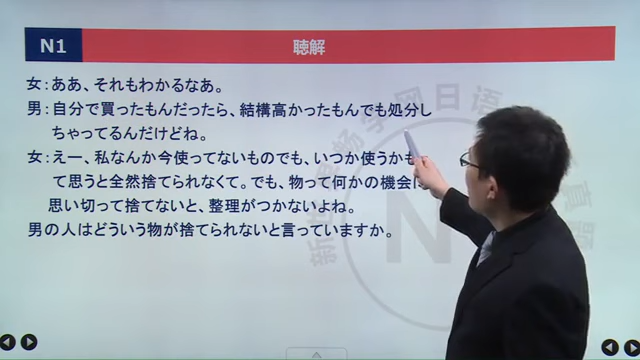 N1
聴解
女：ああ、それもわかるなあ。
男：自分で買ったもんだったら、結構高かったもんでも処分し
ちゃってるんだけどね。
女：えー、私なんか今使ってないものでも、いつか使うかも
て思うと全然捨てられなくて。でも、物って何かの機会に
思い切って捨てないと、整理がつかないよね。
男の人はどういう物が捨てられないと言っていますか。